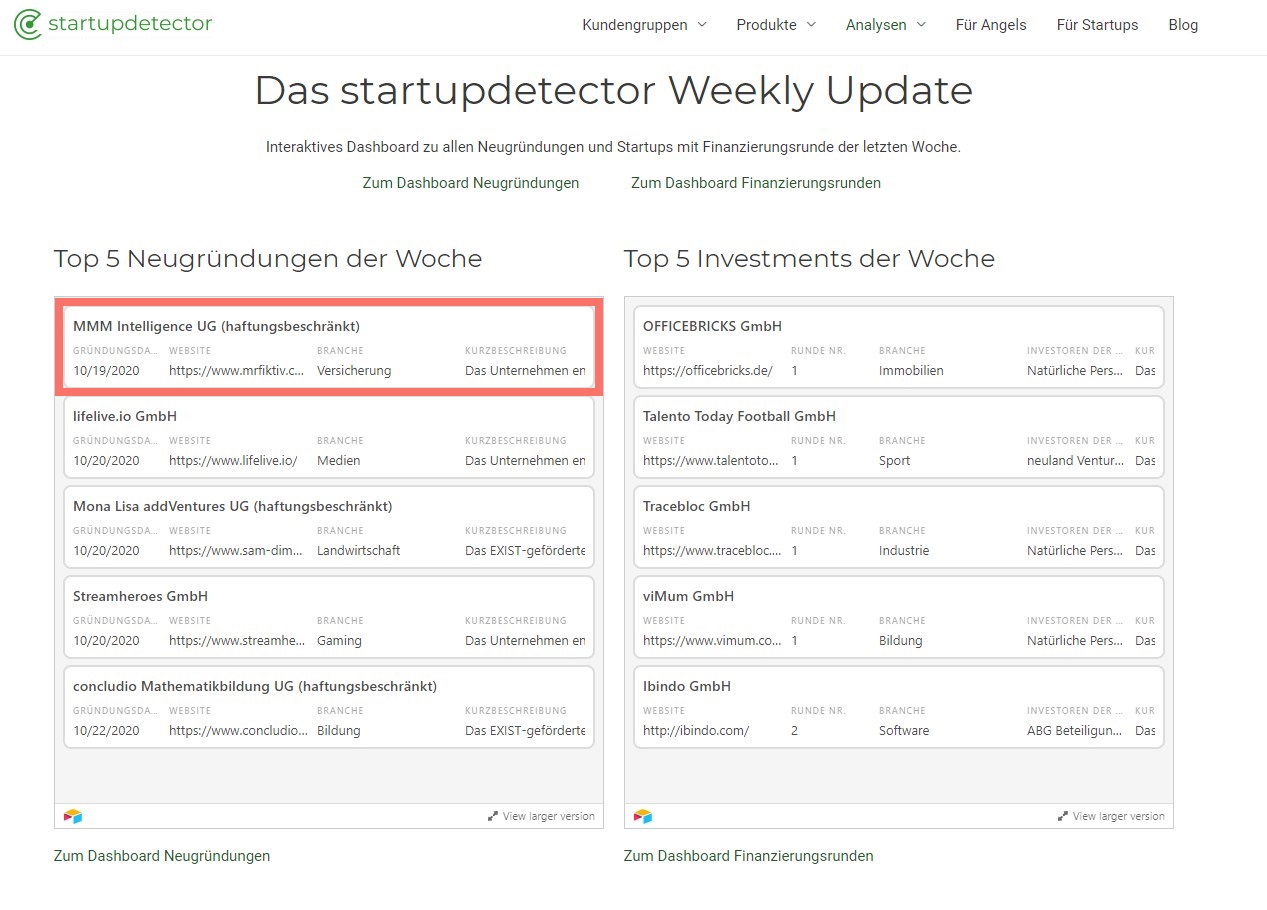 startupdetector
Kundengruppen Produkte Analysen Für Angels Für Startups Blog
Das startupdetector Weekly Update
Interaktives Dashboard zu allen Neugründungen und Startups mit Finanzierungsrunde der letzten Woche.
Zum Dashboard Neugründungen Zum Dashboard Finanzierungsrunden
Top 5 Neugründungen der Woche
MMM Intelligence UG (haftungsbeschränkt)
GRÜNDUNGSDA... WEBSITE BRANCHE KURZBESCHREIBUNG
10/19/2020 https://www.mrfiktiv.c... Versicherung Das Unternehmen en
lifelive.io GmbH
GRÜNDUNGSDA... WEBSITE BRANCHE KURZBESCHREIBUNG
10/20/2020 https://www.lifelive.io/ Medien Das Unternehmen en
Mona Lisa addVentures UG (haftungsbeschränkt)
GRÜNDUNGSDA... WEBSITE BRANCHE KURZBESCHREIBUNG
10/20/2020 https://www.sam-dim... Landwirtschaft Das EXIST-geförderte
Streamheroes GmbH
GRÜNDUNGSDA... WEBSITE BRANCHE KURZBESCHREIBUNG
10/20/2020 https://www.streamhe... Gaming Das Unternehmen en
concludio Mathematikbildung UG (haftungsbeschränkt)
GRÜNDUNGSDA... WEBSITE BRANCHE KURZBESCHREIBUNG
10/22/2020 https://www.concludio... Bildung Das EXIST-geförderte
View larger version
Zum Dashboard Neugründungen
Top 5 Investments der Woche
OFFICEBRICKS GmbH
WEBSITE RUNDE NR. BRANCHE INVESTOREN DER ... KUR
https://officebricks.de/ 1 Immobilien Natürliche Pers... Das
Talento Today Football GmbH
WEBSITE RUNDE NR. BRANCHE INVESTOREN DER ... KUR
https://www.talentoto... 1 Sport neuland Ventur... Das
Tracebloc GmbH
WEBSITE RUNDE NR. BRANCHE INVESTOREN DER ... KUR
https://www.tracebloc.... 1 Industrie Natürliche Pers... Das
viMum GmbH
WEBSITE RUNDE NR. BRANCHE INVESTOREN DER ... KUR
https://www.vimum.co... 1 Bildung Natürliche Pers... Das
Ibindo GmbH
WEBSITE RUNDE NR. BRANCHE INVESTOREN DER ... KUR
http://ibindo.com/ 2 Software ABG Beteiligun... Das
View larger version
Zum Dashboard Finanzierungsrunden